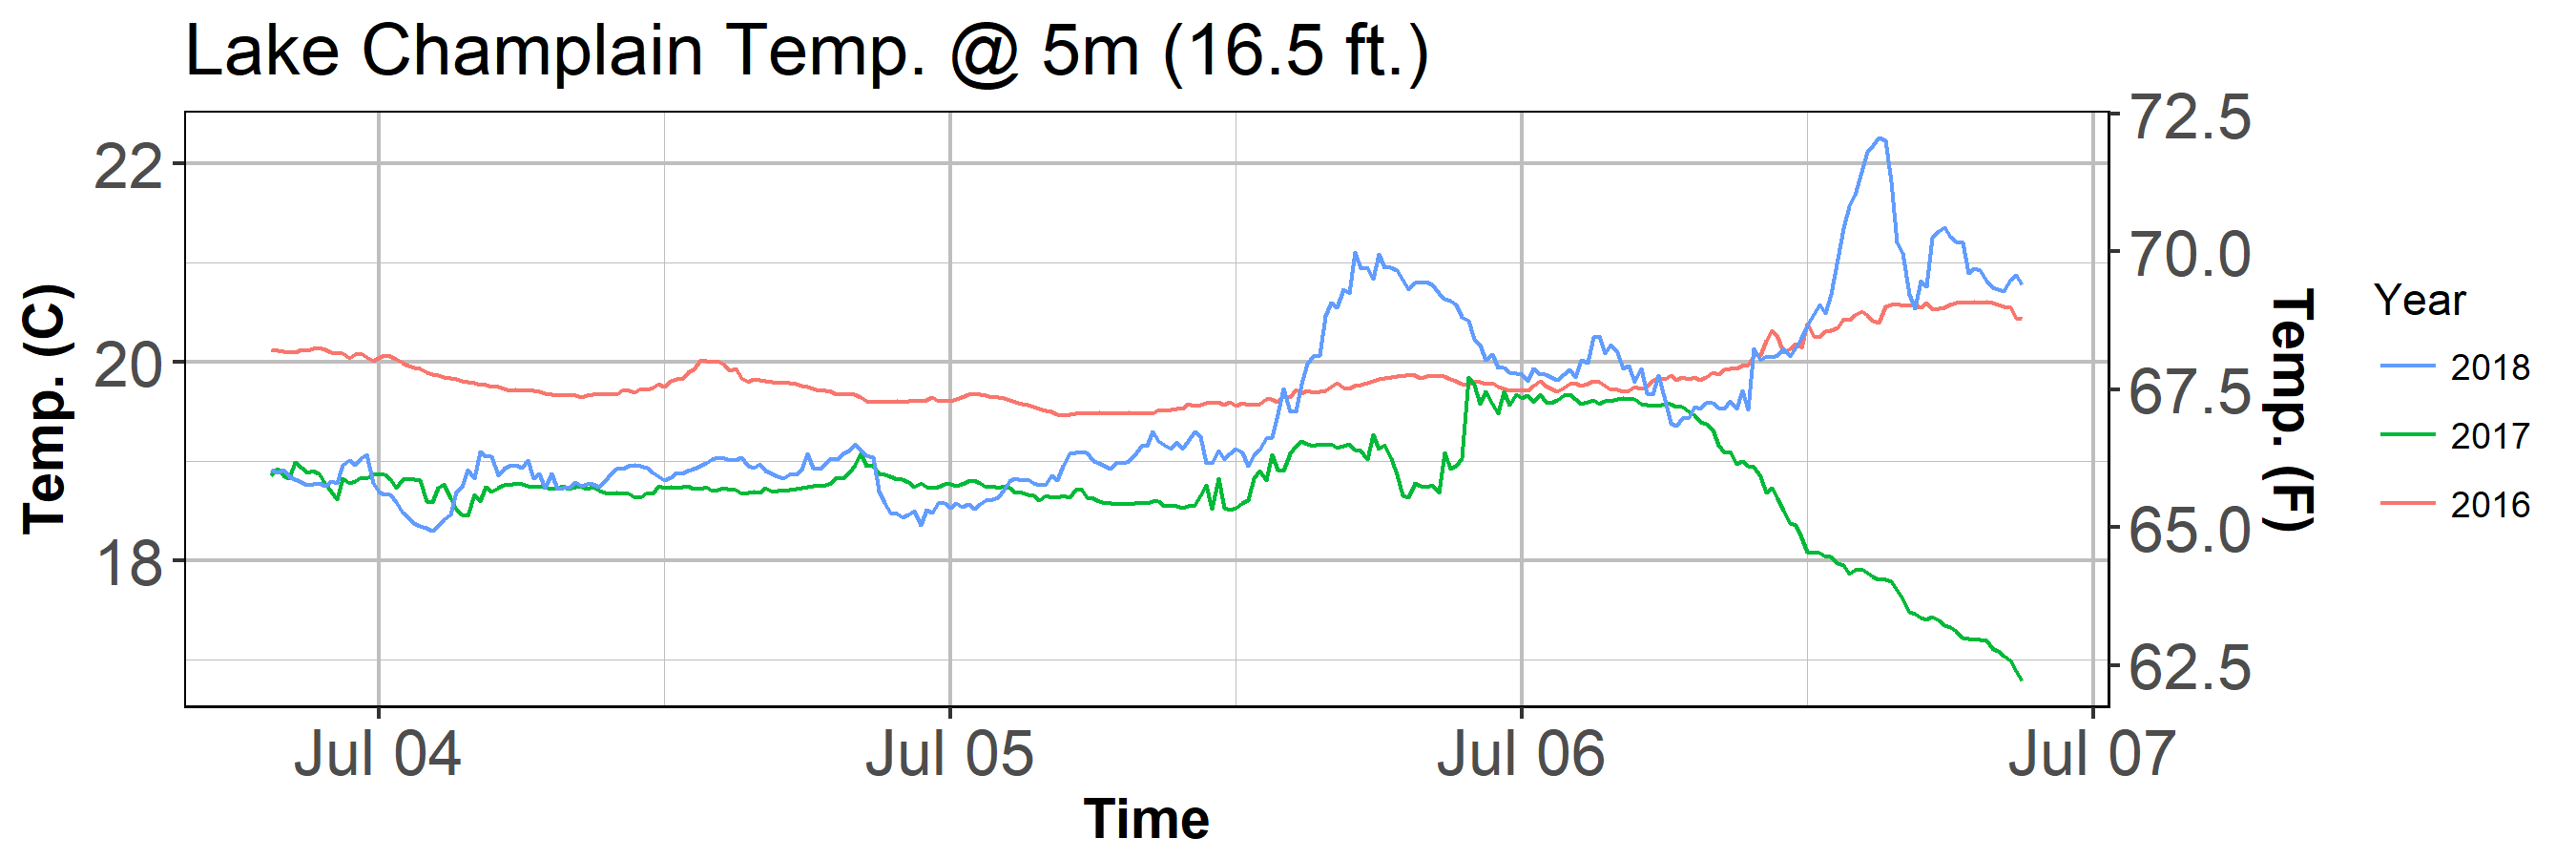 Lake Champlain Temp. @ 5m (16.5 ft.)
Temp. (C)
22
20
18
72.5
70.0
67.5
65.0
62.5
Temp. (F)
Jul 04
Jul 05
Jul 06
Jul 07
Time
Year
2018
2017
2016